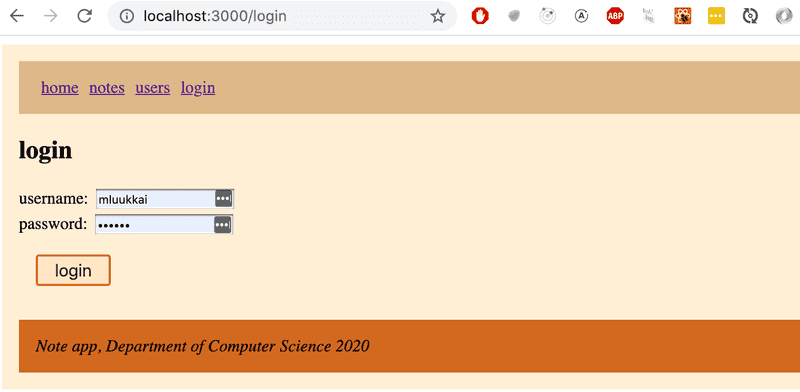 localhost:3000/login
ABP
home notes users login
login
username: mluukkai
password: ••••••
login
Note app, Department of Computer Science 2020